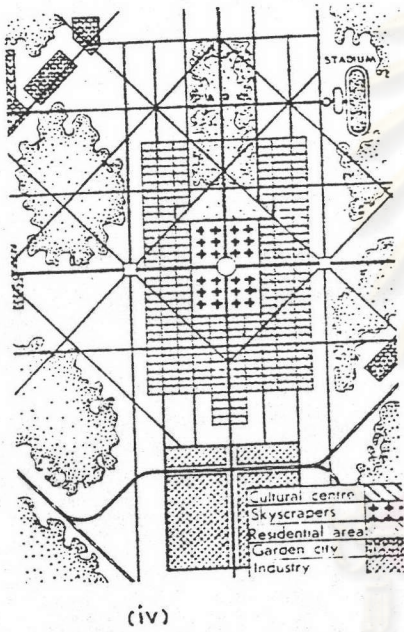 STADIUM
Cultural centre
Skyscrapers
Residential area
Garden city
Industry
(iv)